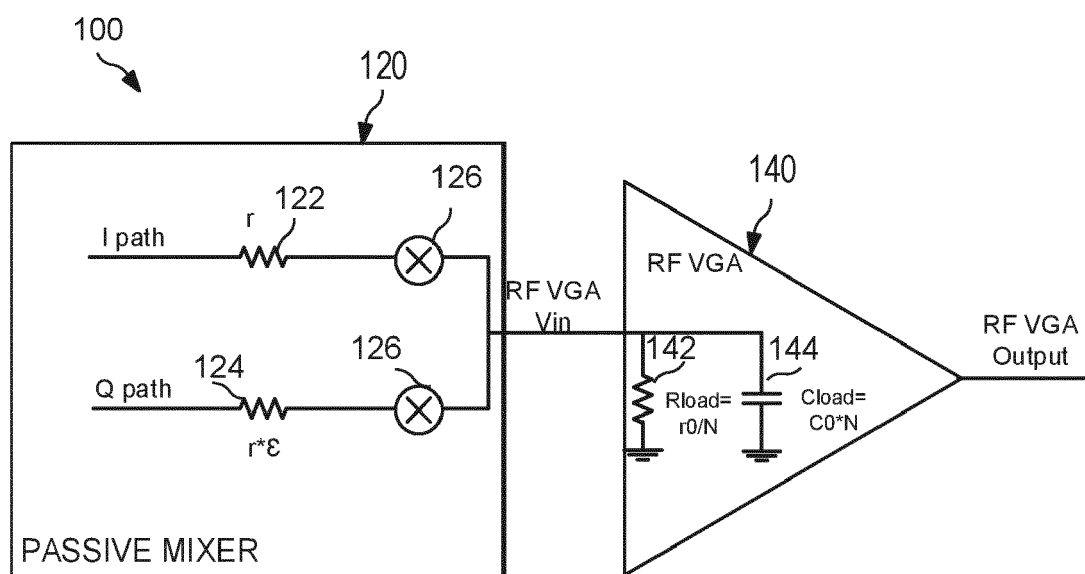 100
120
126
r
122
I path
140
RF VGA
RF VGA
Vin
RF VGA
Output
126
142
144
124
Q path
Rload=
r0/N
Cload=
C0*N
r*ε
PASSIVE MIXER